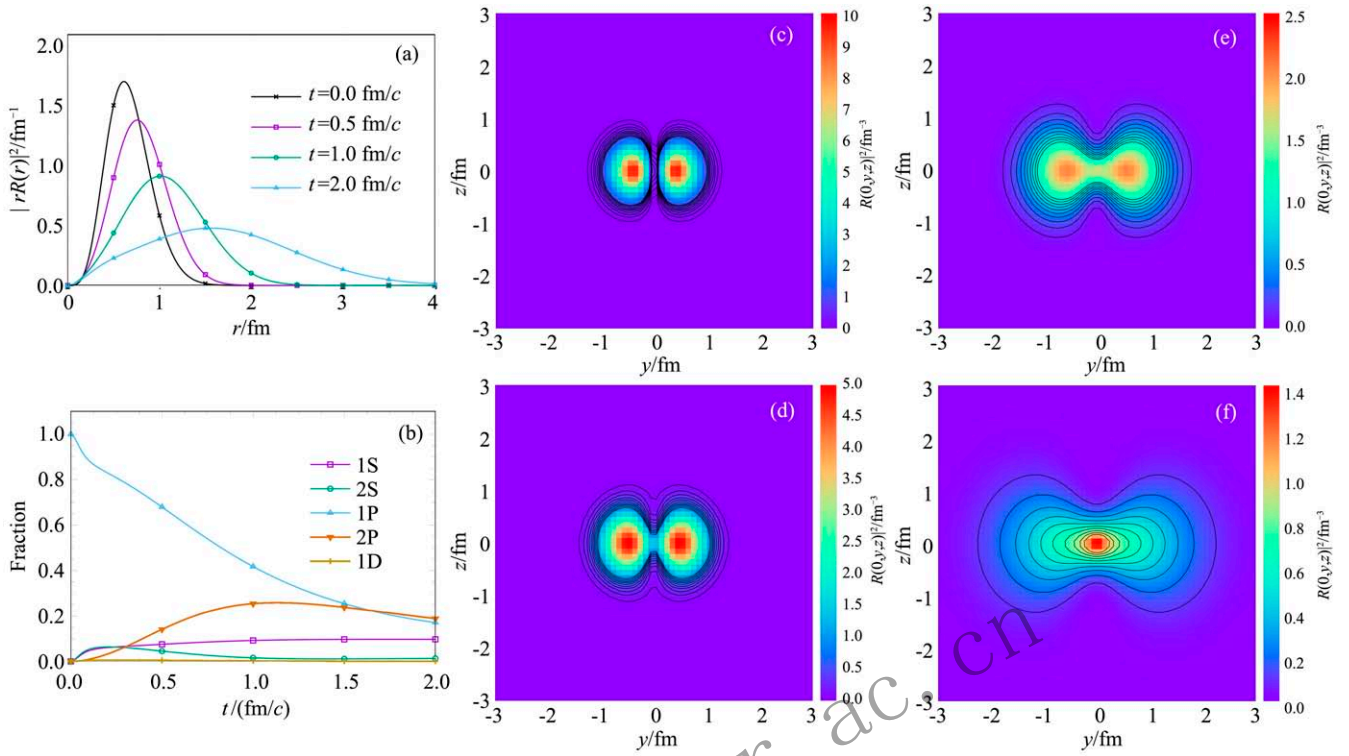 (a)
2.0
1.5
1.0
0.5
0.0
| rR(r)|²/fm⁻¹
t=0.0 fm/c
t=0.5 fm/c
t=1.0 fm/c
t=2.0 fm/c
0 1 2 3 4
r/fm
(b)
1.0
0.8
0.6
0.4
0.2
0.0
Fraction
1S
2S
1P
2P
1D
0.0 0.5 1.0 1.5 2.0
t/(fm/c)
(c)
3
2
1
0
-1
-2
-3
z/fm
-3 -2 -1 0 1 2 3
y/fm
10
9
8
7
6
5
4
3
2
1
0
R(0,y,z)|²/fm⁻³
(d)
3
2
1
0
-1
-2
-3
z/fm
-3 -2 -1 0 1 2 3
y/fm
5.0
4.5
4.0
3.5
3.0
2.5
2.0
1.5
1.0
0.5
0.0
R(0,y,z)|²/fm⁻³
(e)
3
2
1
0
-1
-2
-3
z/fm
-3 -2 -1 0 1 2 3
y/fm
2.5
2.0
1.5
1.0
0.5
0.0
R(0,y,z)|²/fm⁻³
(f)
3
2
1
0
-1
-2
-3
z/fm
-3 -2 -1 0 1 2 3
y/fm
1.4
1.2
1.0
0.8
0.6
0.4
0.2
0.0
R(0,y,z)|²/fm⁻³
r.ac.cn